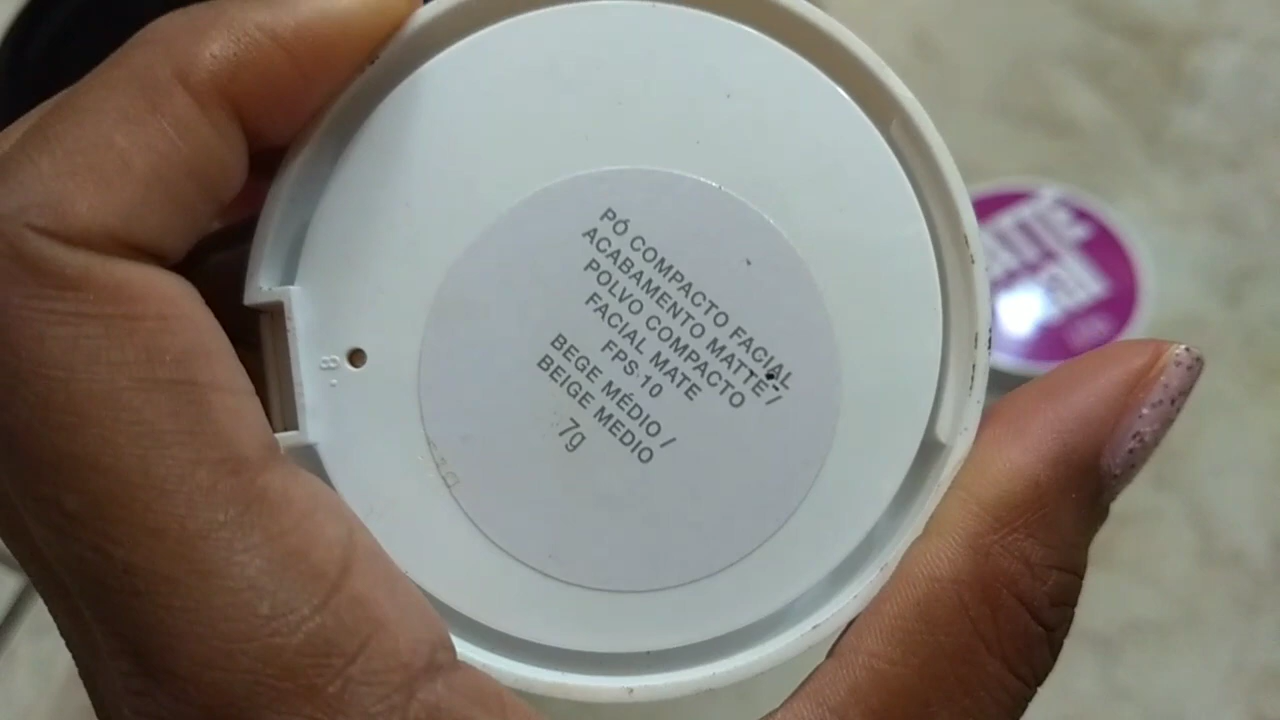 PÓ COMPACTO FACIAL
ACABAMENTO MATTE /
POLVO COMPACTO
FACIAL MATE
FPS 10
BEGE MÉDIO /
BEIGE MEDIO
7g